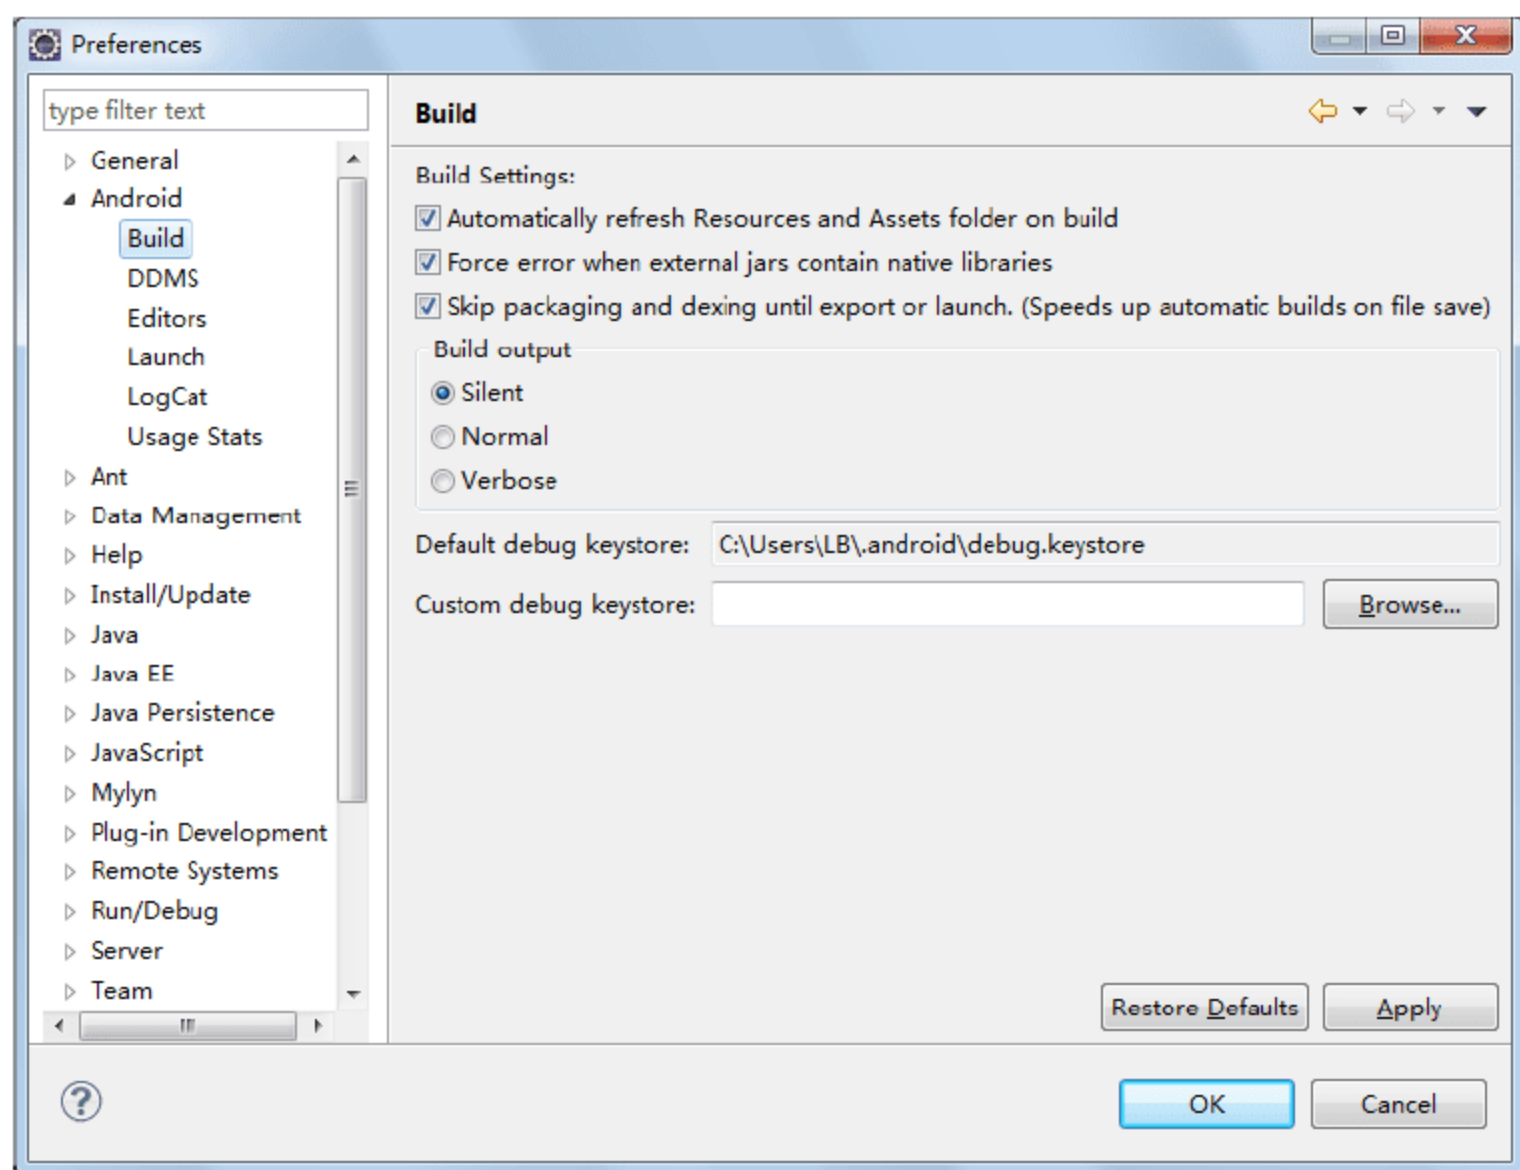 Preferences
type filter text
General
Android
Build
DDMS
Editors
Launch
LogCat
Usage Stats
Ant
Data Management
Help
Install/Update
Java
Java EE
Java Persistence
JavaScript
Mylyn
Plug-in Development
Remote Systems
Run/Debug
Server
Team
Build
Build Settings:
Automatically refresh Resources and Assets folder on build
Force error when external jars contain native libraries
Skip packaging and dexing until export or launch. (Speeds up automatic builds on file save)
Build output
Silent
Normal
Verbose
Default debug keystore: C:\Users\LB\.android\debug.keystore
Custom debug keystore: Browse...
Restore Defaults Apply
OK Cancel